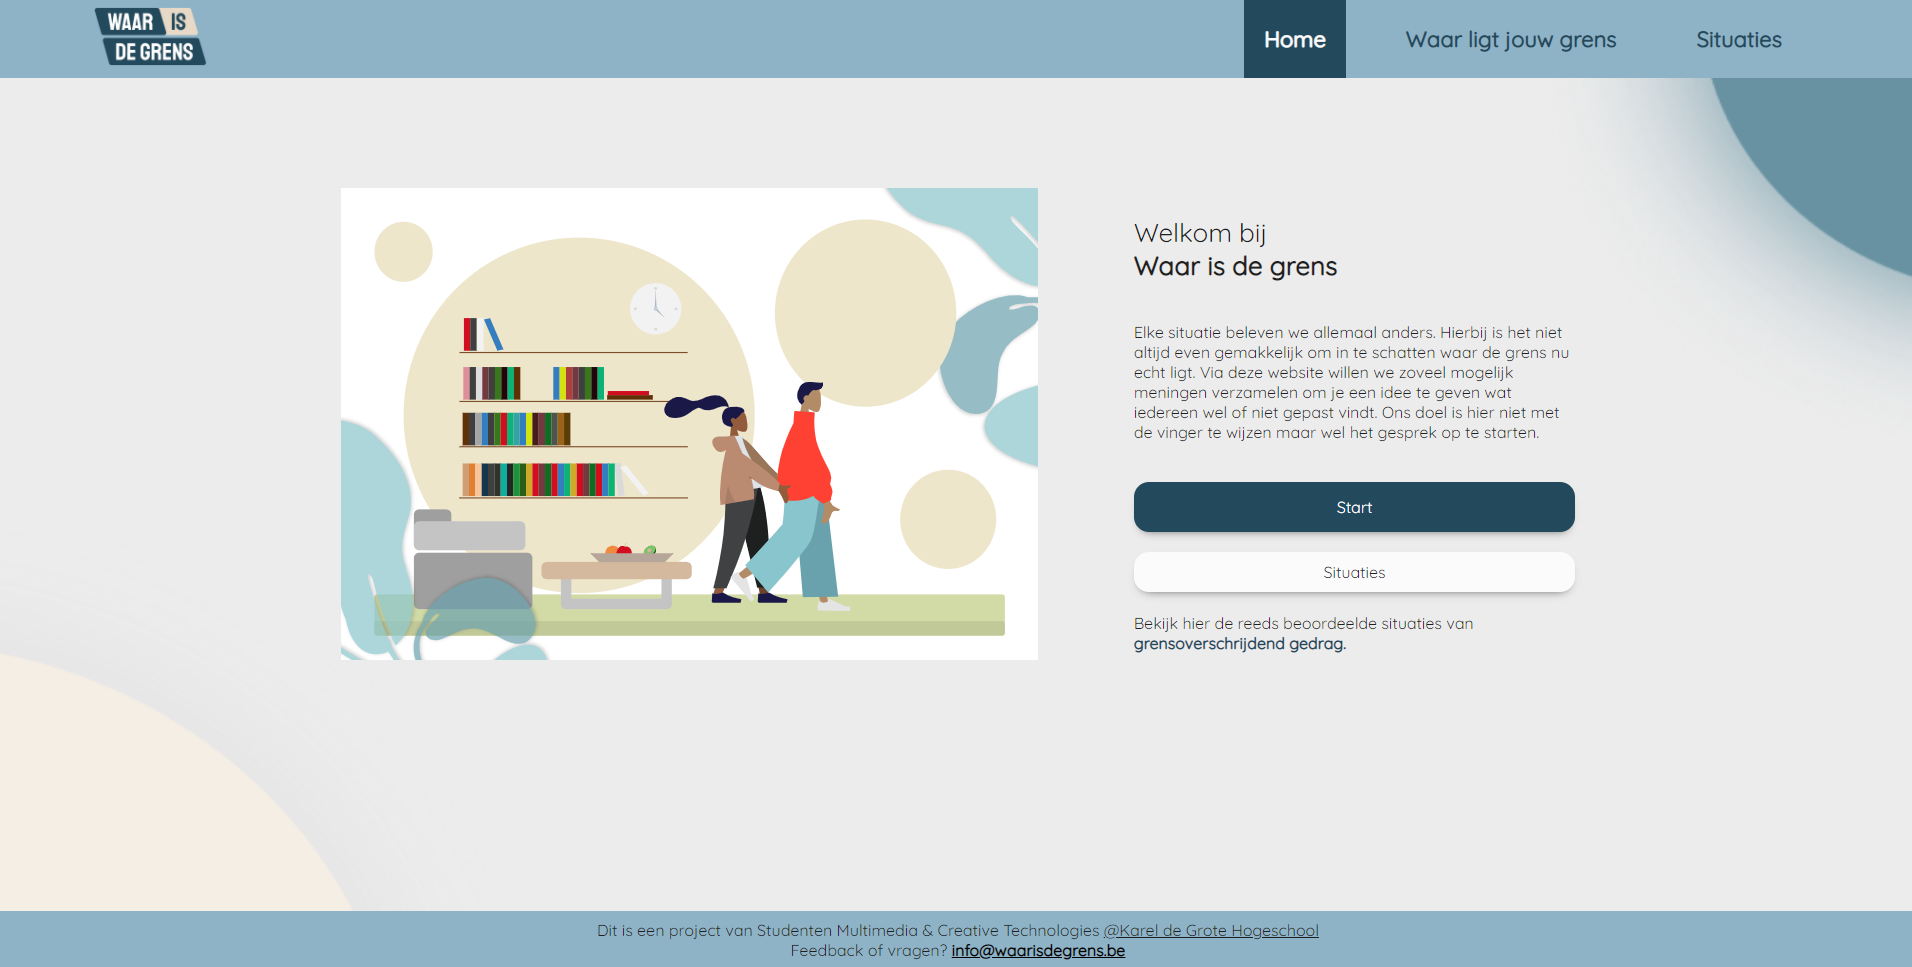 WAAR IS
DE GRENS
Home
Waar ligt jouw grens
Situaties
Welkom bij
Waar is de grens
Elke situatie beleven we allemaal anders. Hierbij is het niet
altijd even gemakkelijk om in te schatten waar de grens nu
echt ligt. Via deze website willen we zoveel mogelijk
meningen verzamelen om je een idee te geven wat
iedereen wel of niet gepast vindt. Ons doel is hier niet met
de vinger te wijzen maar wel het gesprek op te starten.
Start
Situaties
Bekijk hier de reeds beoordeelde situaties van
grensoverschrijdend gedrag.
Dit is een project van Studenten Multimedia & Creative Technologies @Karel de Grote Hogeschool
Feedback of vragen? info@waarisdegrens.be